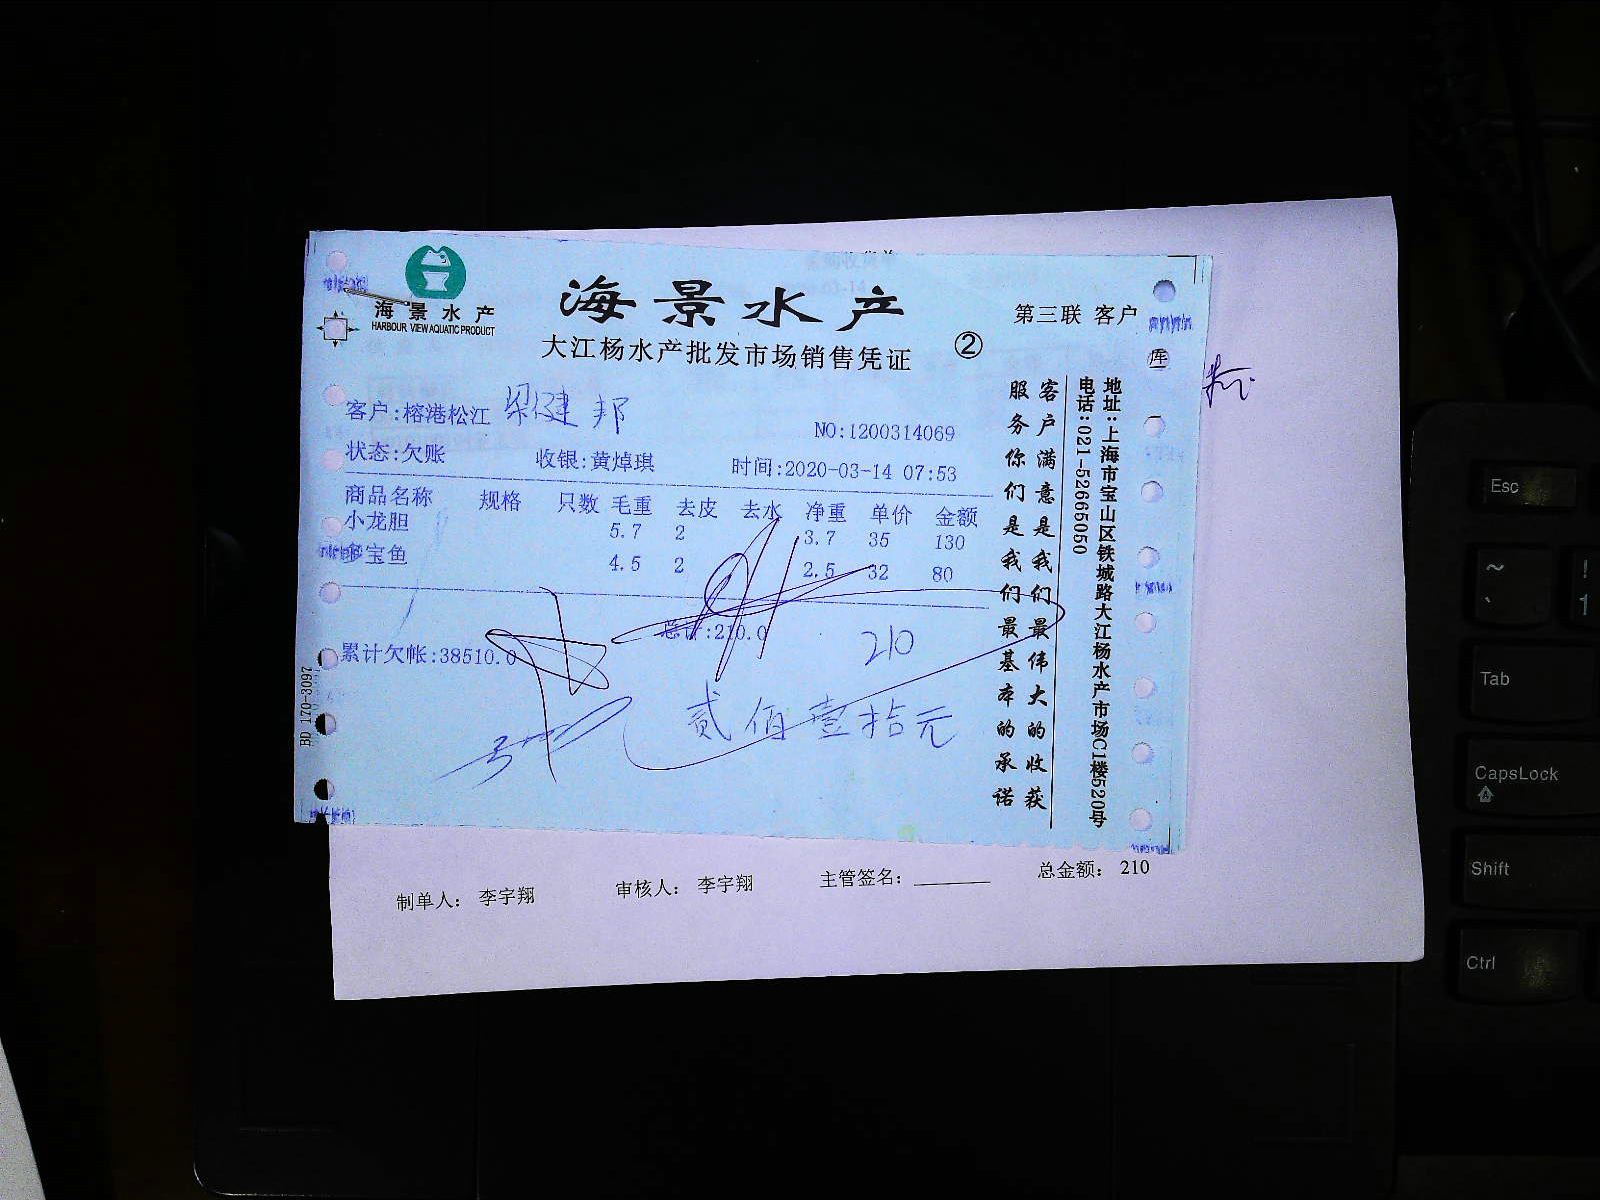 海景水产
HARBOUR VIEW AQUATIC PRODUCT
海景水产
大江杨水产批发市场销售凭证
②
第三联 客户
库
客户:榕港松江 梁健邦
NO:1200314069
状态:欠账 收银:黄焯琪 时间:2020-03-14 07:53
商品名称 规格 只数 毛重 去皮 去水 净重 单价 金额
小龙胆 5.7 2 3.7 35 130
多宝鱼 4.5 2 2.5 32 80
总计:210.0
累计欠帐:38510.0
210
贰佰壹拾元
客户满意是我们最伟大的收获
服务你们是我们最基本的承诺
地址:上海市宝山区铁城路大江杨水产市场C1楼520号
电话:021-52665050
BD 170-3097
制单人: 李宇翔 审核人: 李宇翔 主管签名: 总金额: 210
Esc
~
`
!
1
Tab
CapsLock
A
Shift
Ctrl